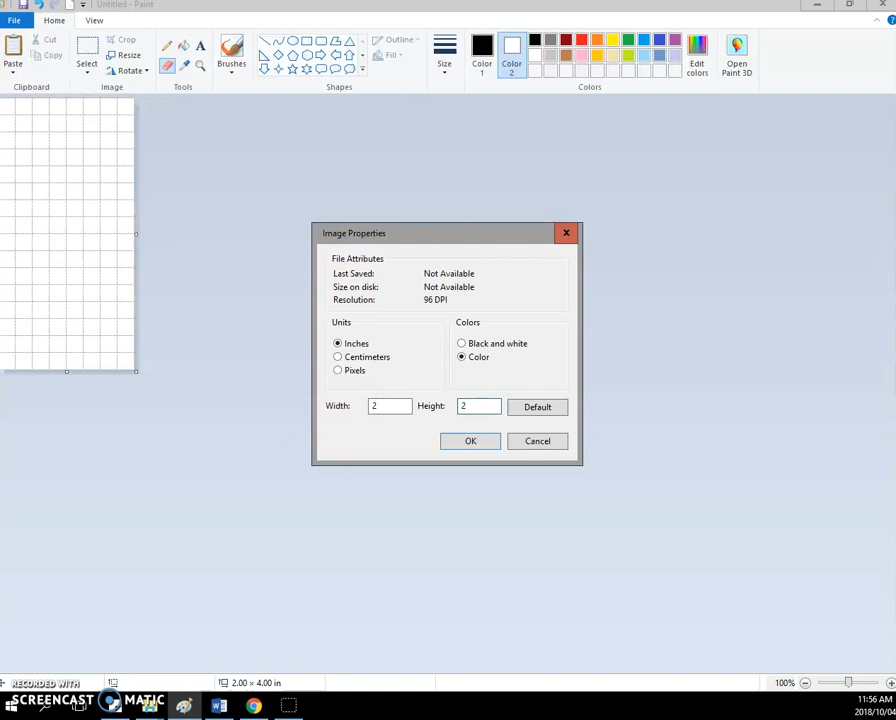 Untitled - Paint
File Home View
Paste Cut Copy Clipboard
Select Crop Resize Rotate Image
A
Tools
Brushes
Outline Fill Shapes
Size
Color 1
Color 2
Edit colors
Colors
Open Paint 3D
Image Properties
File Attributes
Last Saved: Not Available
Size on disk: Not Available
Resolution: 96 DPI
Units Colors
Inches Black and white
Centimeters Color
Pixels
Width: 2 Height: 2 Default
OK Cancel
2.00 × 4.00 in 100%
RECORDED WITH
SCREENCAST MATIC
11:56 AM
2018/10/04